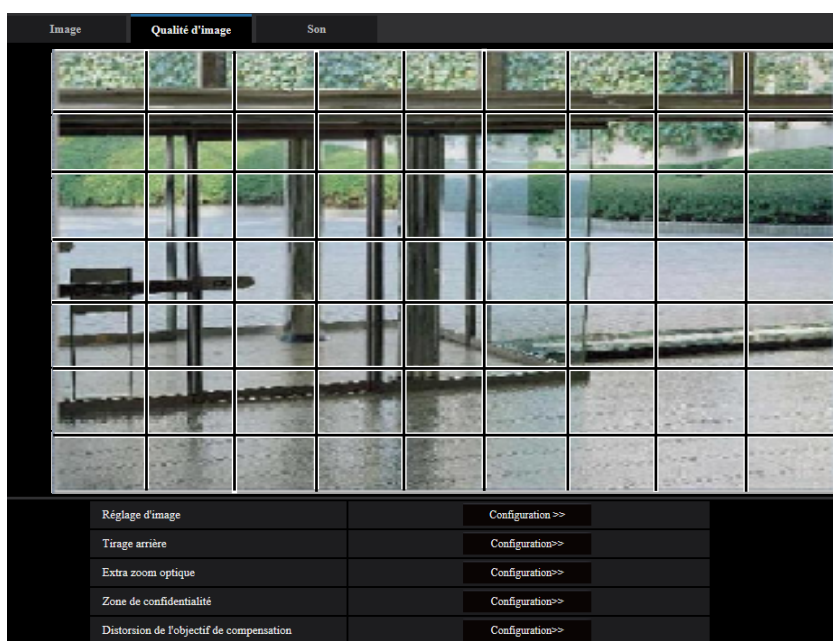 Image Qualité d'image Son
Réglage d'image Configuration >>
Tirage arrière Configuration>>
Extra zoom optique Configuration>>
Zone de confidentialité Configuration>>
Distorsion de l'objectif de compensation Configuration>>